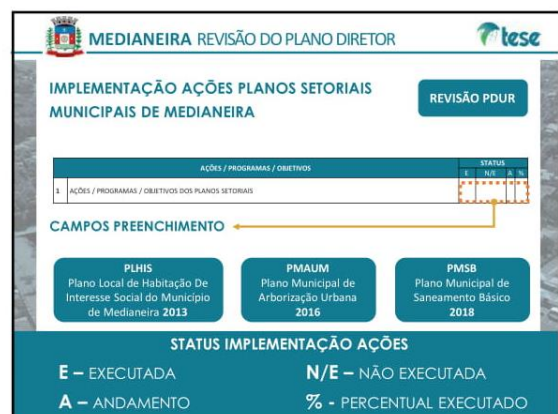 MEDIANEIRA REVISÃO DO PLANO DIRETOR
tese
IMPLEMENTAÇÃO AÇÕES PLANOS SETORIAIS
MUNICIPAIS DE MEDIANEIRA
REVISÃO PDUR
AÇÕES / PROGRAMAS / OBJETIVOS
STATUS
E N/E A %
1 AÇÕES / PROGRAMAS / OBJETIVOS DOS PLANOS SETORIAIS
CAMPOS PREENCHIMENTO
PLHIS
Plano Local de Habitação De
Interesse Social do Município
de Medianeira 2013
PMAUM
Plano Municipal de
Arborização Urbana
2016
PMSB
Plano Municipal de
Saneamento Básico
2018
STATUS IMPLEMENTAÇÃO AÇÕES
E – EXECUTADA
N/E – NÃO EXECUTADA
A – ANDAMENTO
% - PERCENTUAL EXECUTADO